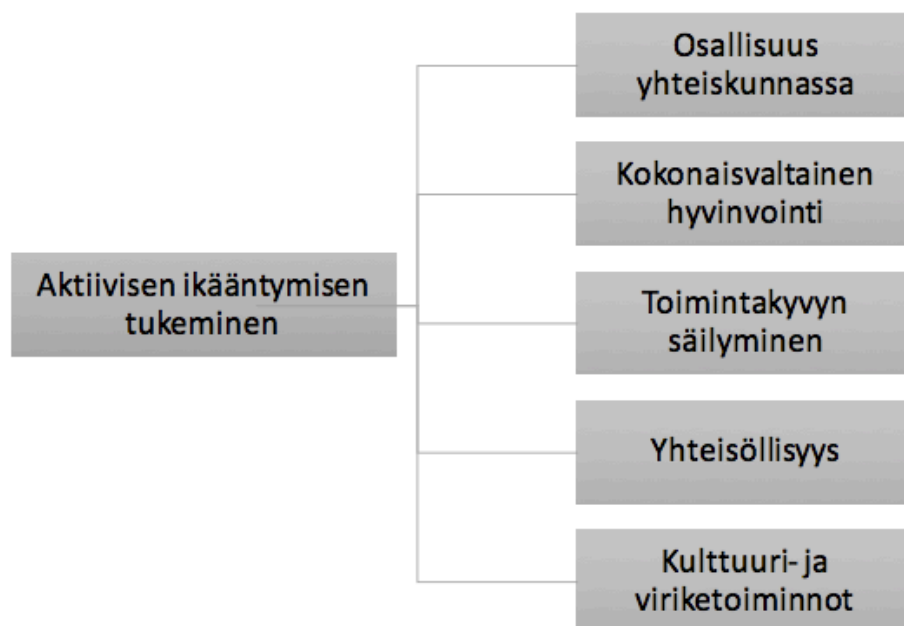 Osallisuus
yhteiskunnassa
Kokonaisvaltainen
hyvinvointi
Aktiivisen ikääntymisen
tukeminen
Toimintakyvyn
säilyminen
Yhteisöllisyys
Kulttuuri- ja
viriketoiminnot